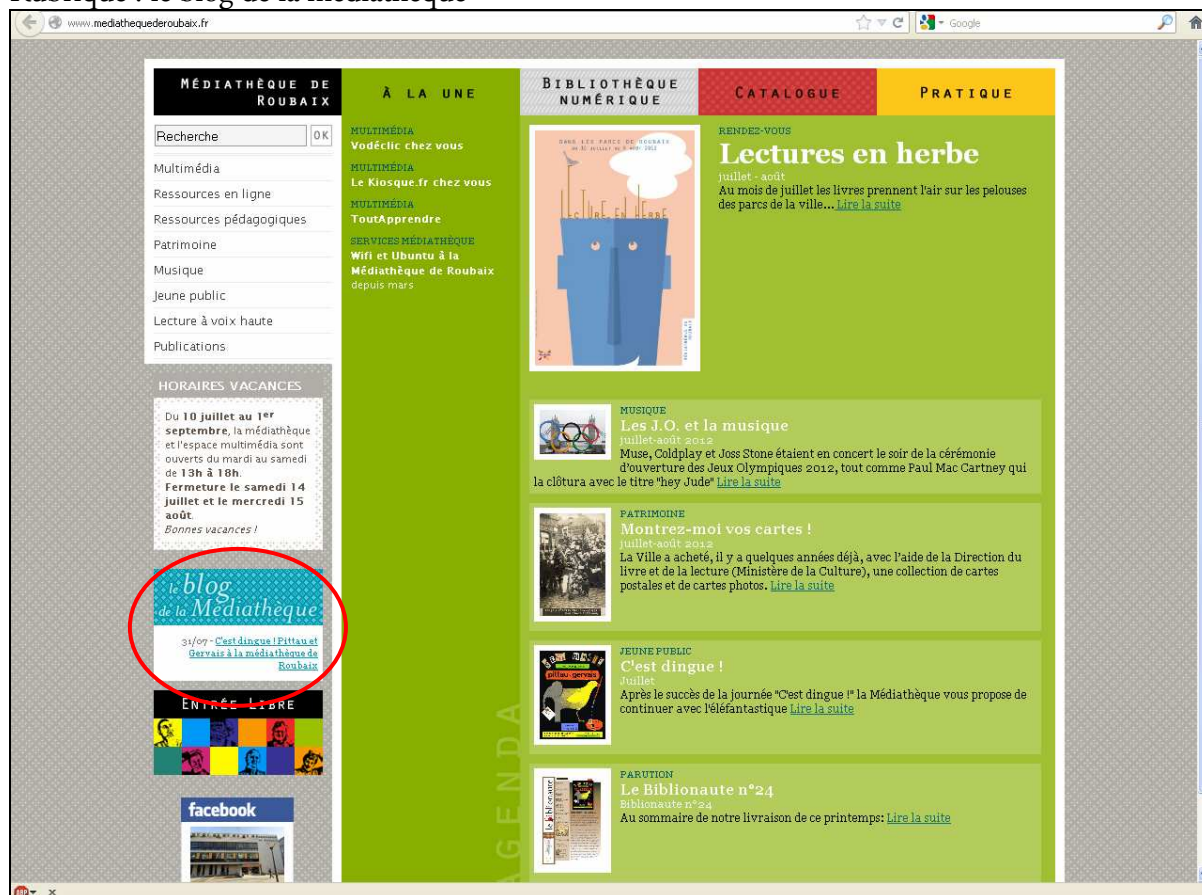 Rubrique : le blog de la médiathèque
www.mediathequederoubaix.fr
Google
MÉDIATHÈQUE DE
ROUBAIX
À LA UNE
BIBLIOTHÈQUE
NUMÉRIQUE
CATALOGUE
PRATIQUE
Recherche
OK
Multimédia
Ressources en ligne
Ressources pédagogiques
Patrimoine
Musique
Jeune public
Lecture à voix haute
Publications
HORAIRES VACANCES
Du 10 juillet au 1er
septembre, la médiathèque
et l'espace multimédia sont
ouverts du mardi au samedi
de 13h à 18h.
Fermeture le samedi 14
juillet et le mercredi 15
août.
Bonnes vacances !
le blog
de la Médiathèque
31/07 - C'est dingue ! Pittau et
Gervais à la médiathèque de
Roubaix
ENTRÉE LIBRE
facebook
MULTIMÉDIA
Vodéclic chez vous
MULTIMÉDIA
Le Kiosque.fr chez vous
MULTIMÉDIA
ToutApprendre
SERVICES MÉDIATHÈQUE
Wifi et Ubuntu à la
Médiathèque de Roubaix
depuis mars
AGENDA
DANS LES PARCS DE ROUBAIX
LECTURES EN HERBE
RENDEZ-VOUS
Lectures en herbe
juillet - août
Au mois de juillet les livres prennent l'air sur les pelouses
des parcs de la ville... Lire la suite
MUSIQUE
Les J.O. et la musique
juillet-août 2012
Muse, Coldplay et Joss Stone étaient en concert le soir de la cérémonie
d'ouverture des Jeux Olympiques 2012, tout comme Paul Mac Cartney qui
la clôtura avec le titre "hey Jude" Lire la suite
PATRIMOINE
Montrez-moi vos cartes !
juillet-août 2012
La Ville a acheté, il y a quelques années déjà, avec l'aide de la Direction du
livre et de la lecture (Ministère de la Culture), une collection de cartes
postales et de cartes photos. Lire la suite
pittau-gervais
JEUNE PUBLIC
C'est dingue !
Juillet
Après le succès de la journée "C'est dingue !" la Médiathèque vous propose de
continuer avec l'éléfantastique Lire la suite
le biblionaute
PARUTION
Le Biblionaute n°24
Biblionaute n°24
Au sommaire de notre livraison de ce printemps: Lire la suite
ABP